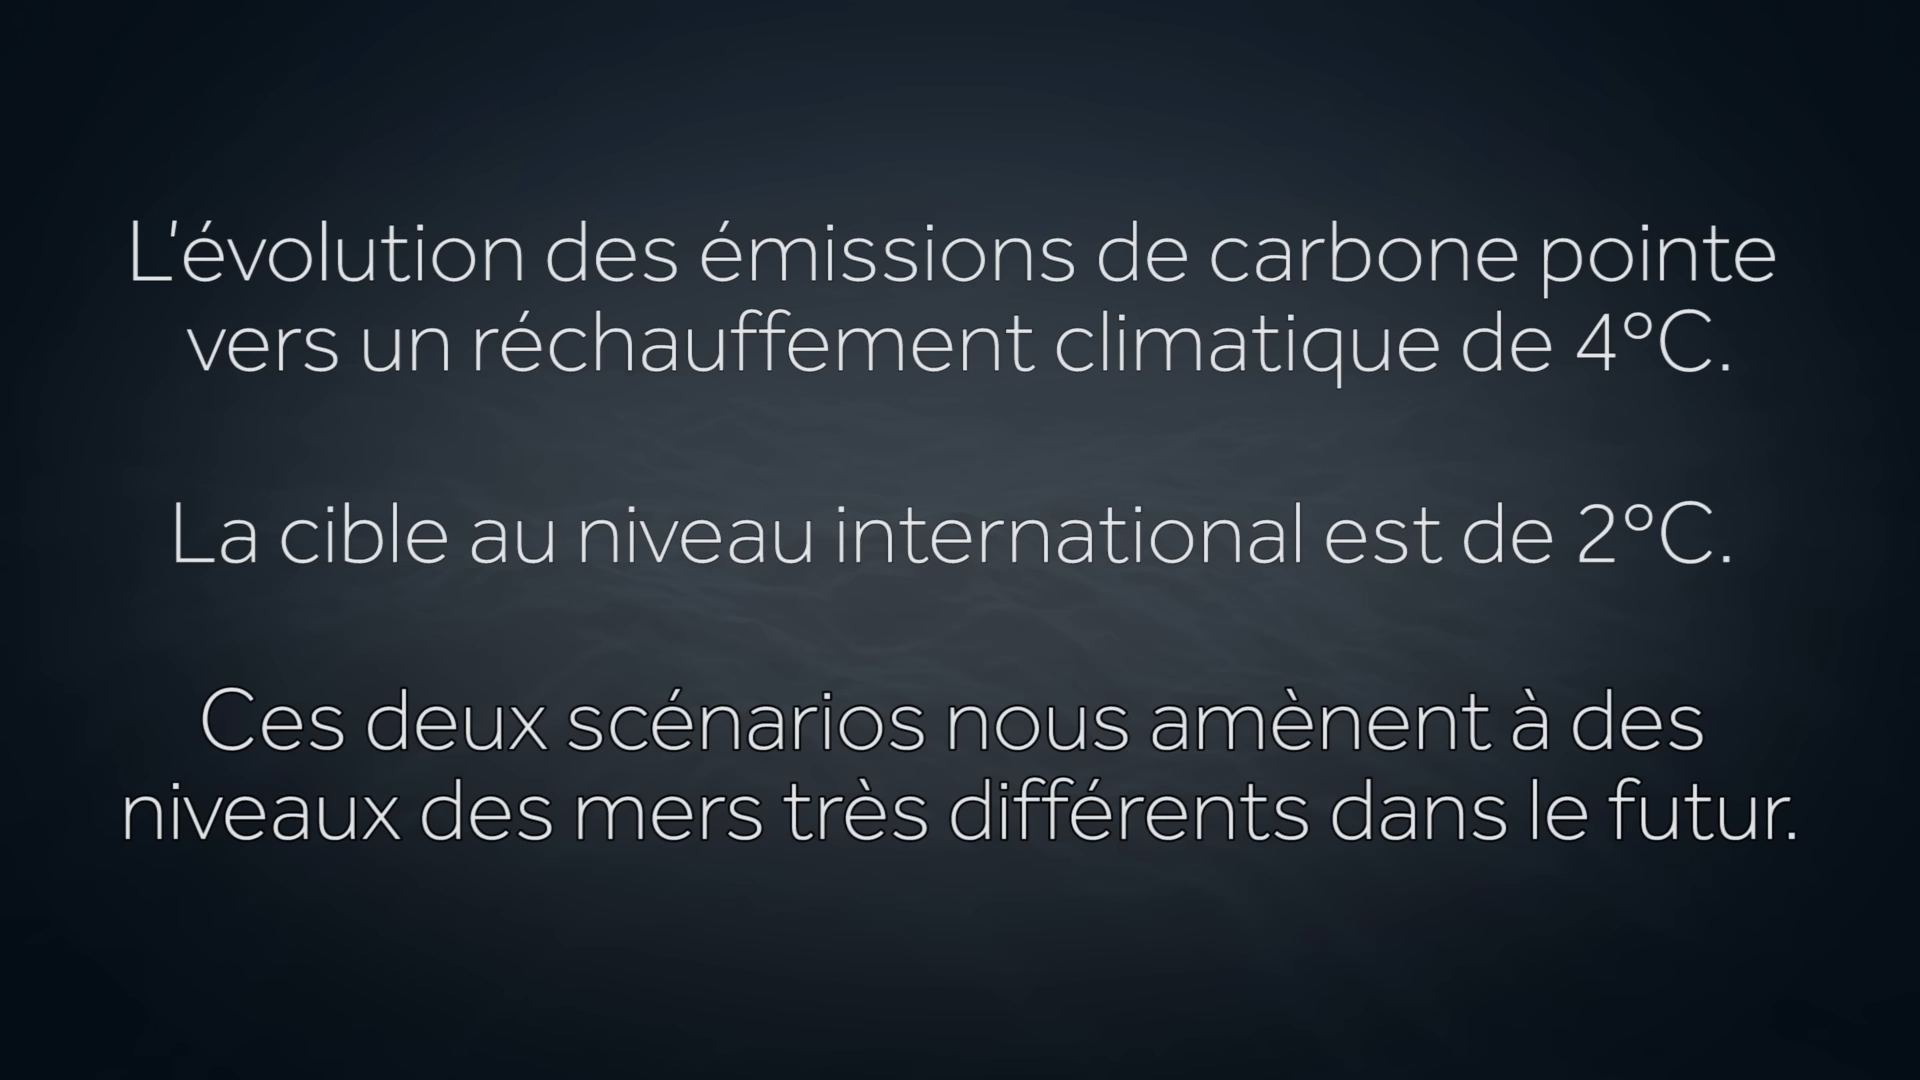 L'évolution des émissions de carbone pointe
vers un réchauffement climatique de 4°C.
La cible au niveau international est de 2°C.
Ces deux scénarios nous amènent à des
niveaux des mers très différents dans le futur.